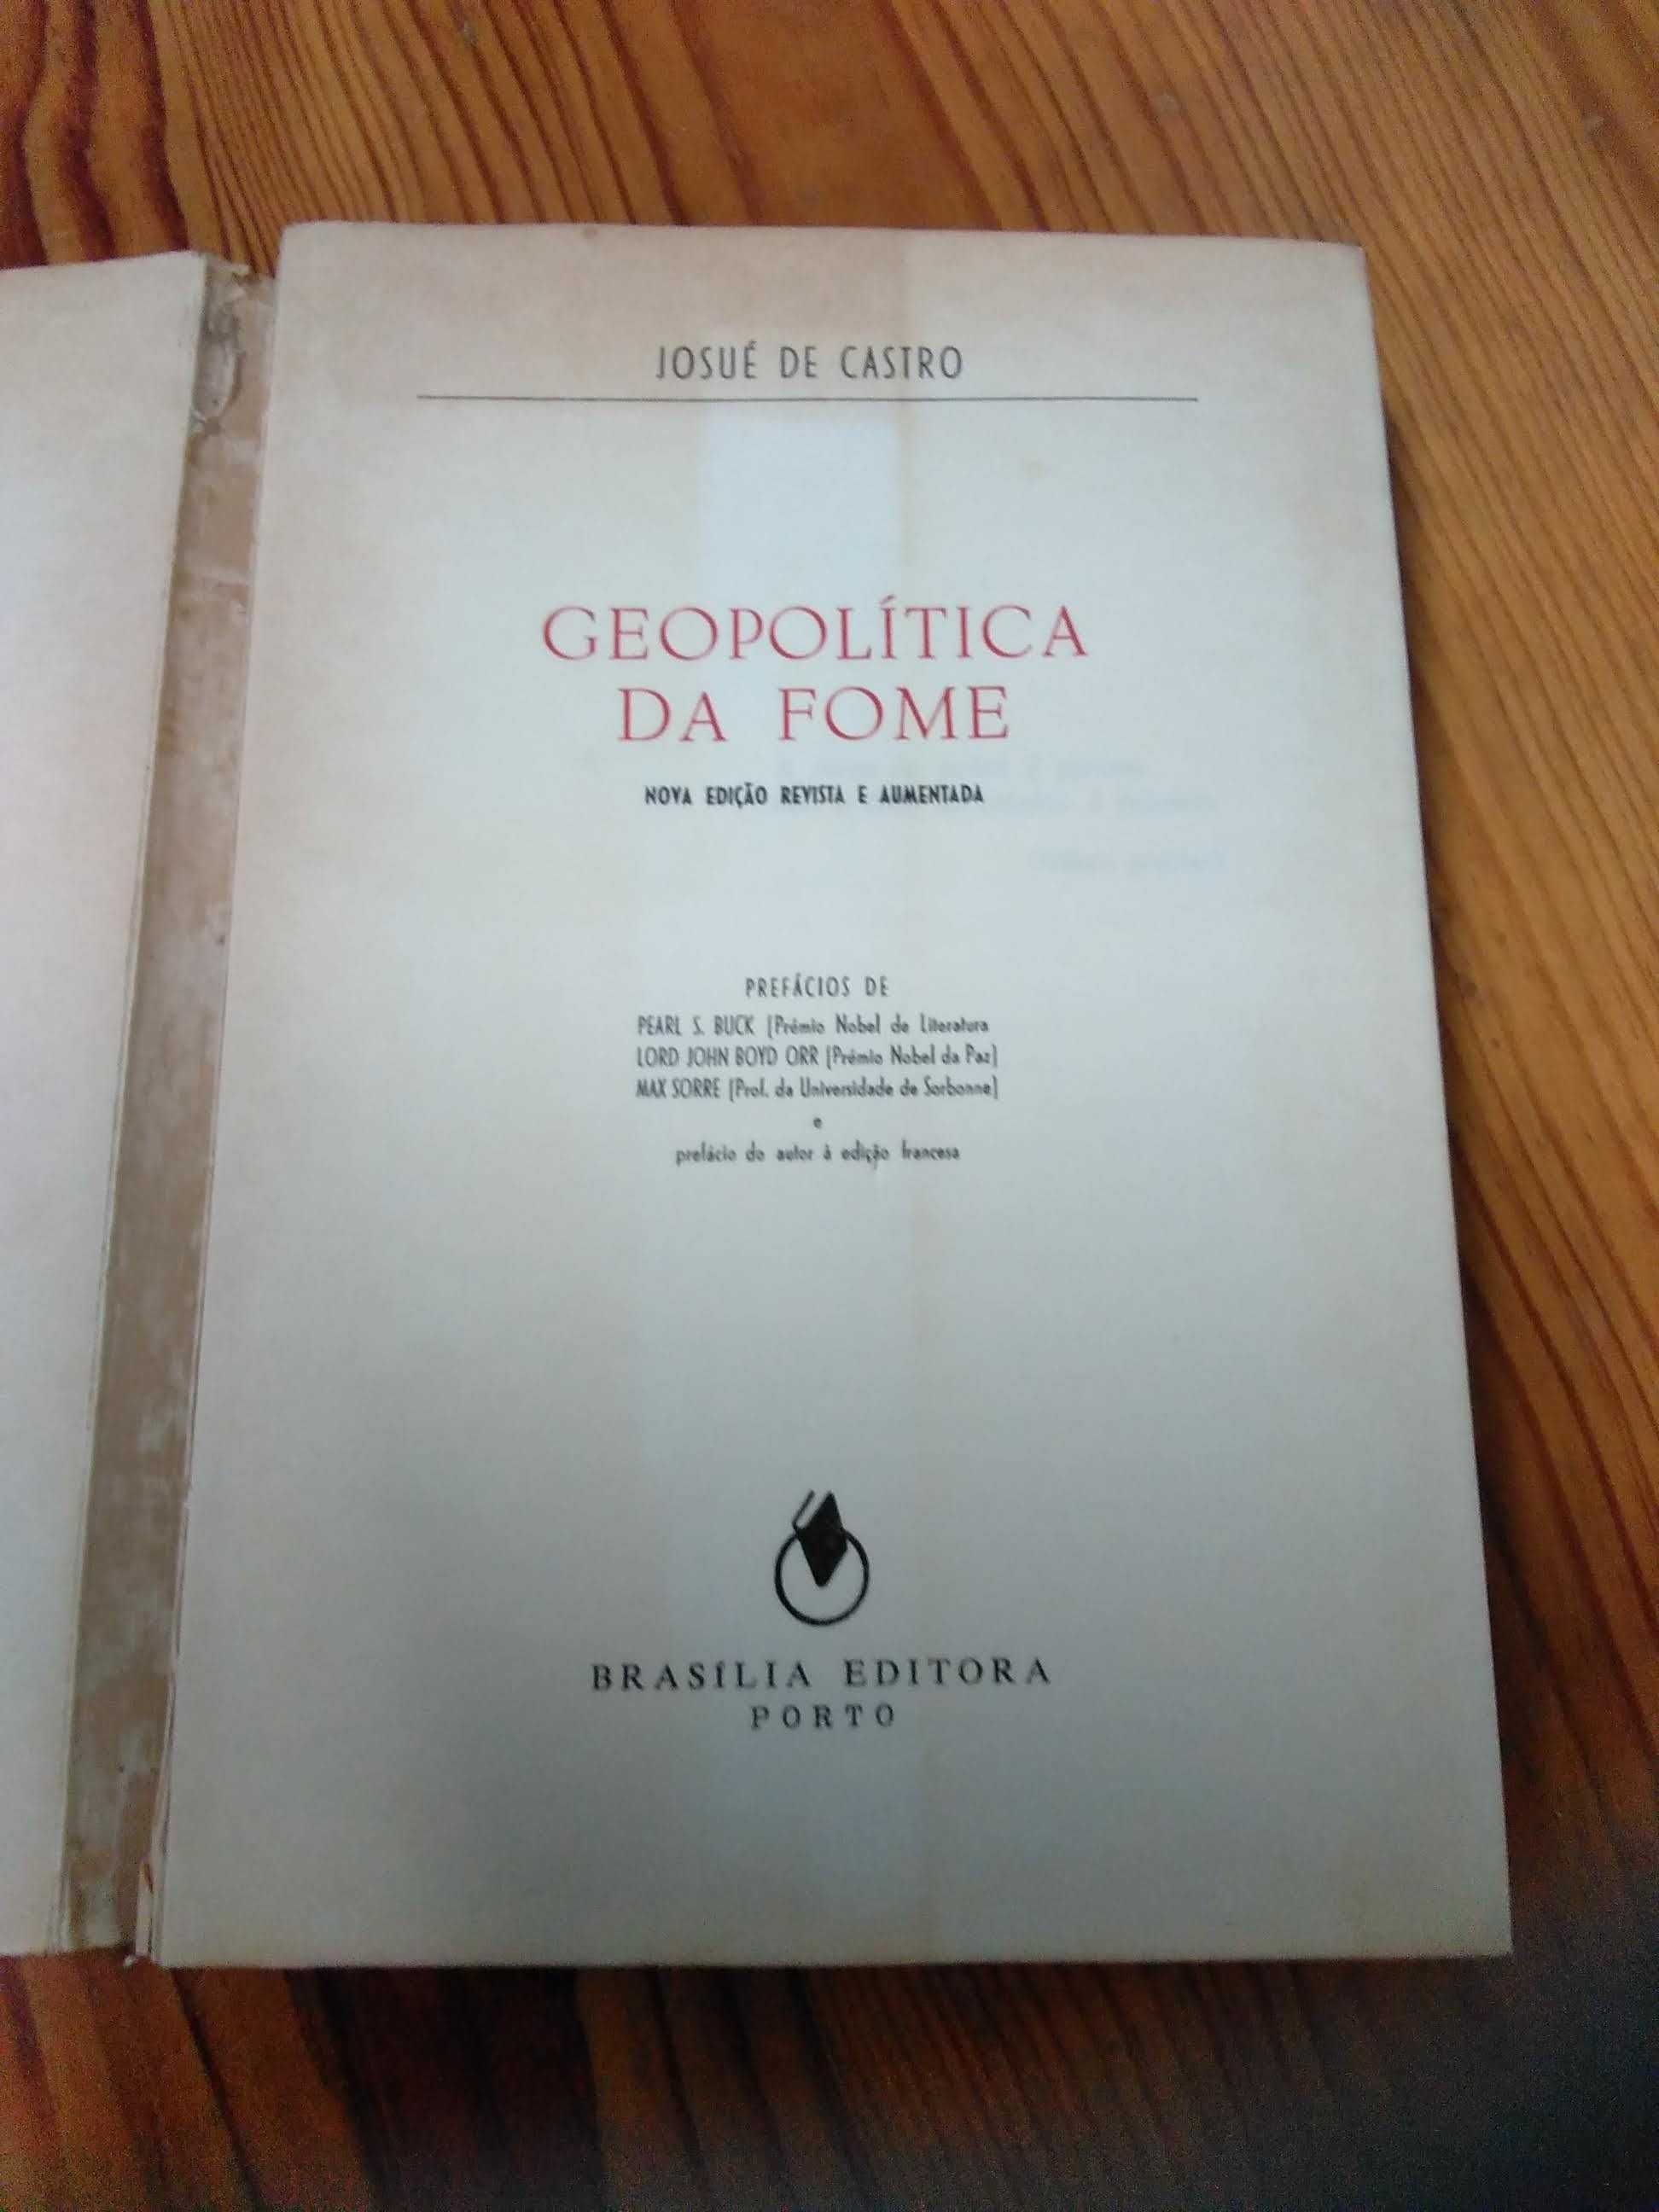 JOSUÉ DE CASTRO
GEOPOLÍTICA
DA FOME
NOVA EDIÇÃO REVISTA E AUMENTADA
PREFÁCIOS DE
PEARL S. BUCK (Prémio Nobel de Literatura
LORD JOHN BOYD ORR (Prémio Nobel da Paz)
MAX SORRE (Prof. da Universidade de Sorbonne)
e
prefácio do autor à edição francesa
BRASÍLIA EDITORA
PORTO